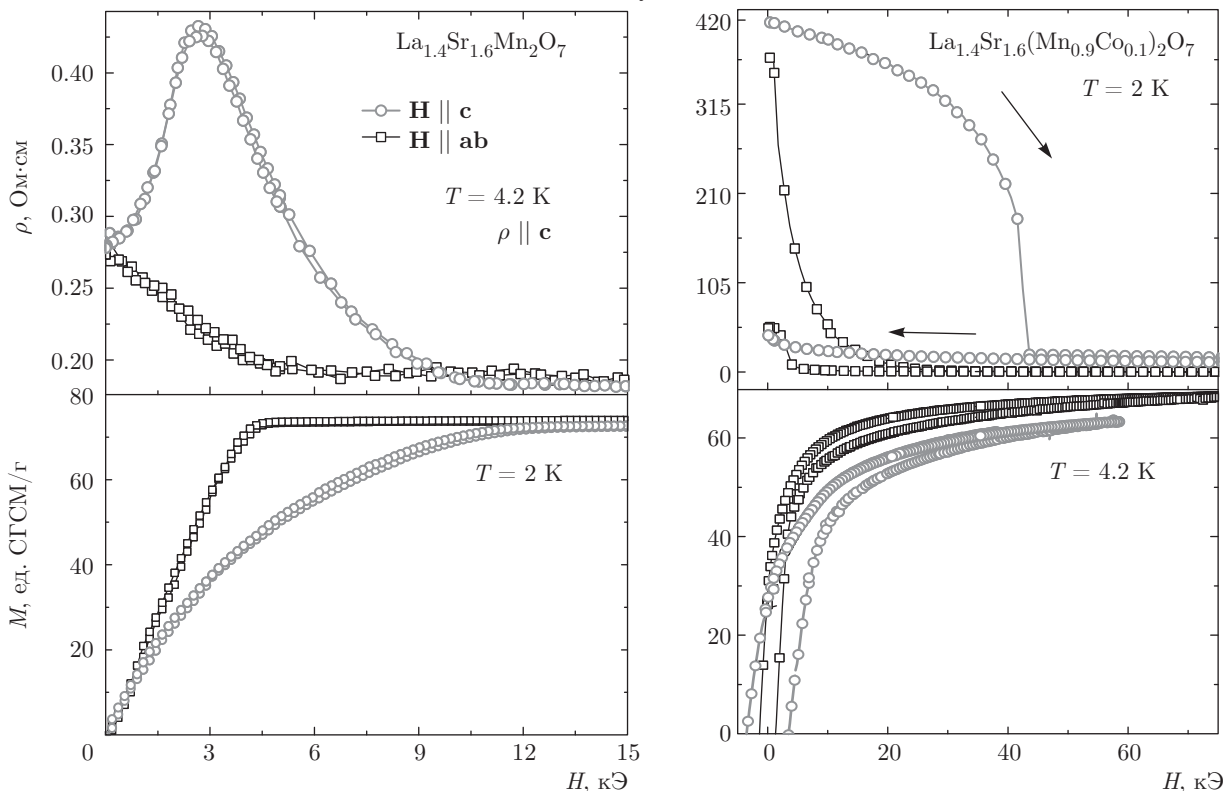 La1.4Sr1.6Mn2O7
H || c
H || ab
T = 4.2 K
ρ || c
ρ, Ом·см
0.40
0.35
0.30
0.25
0.20
T = 2 K
M, ед. СГСМ/г
80
60
40
20
0
3
6
9
12
15
H, кЭ
La1.4Sr1.6(Mn0.9Co0.1)2O7
T = 2 K
420
315
210
105
0
T = 4.2 K
60
40
20
0
0
20
40
60
H, кЭ